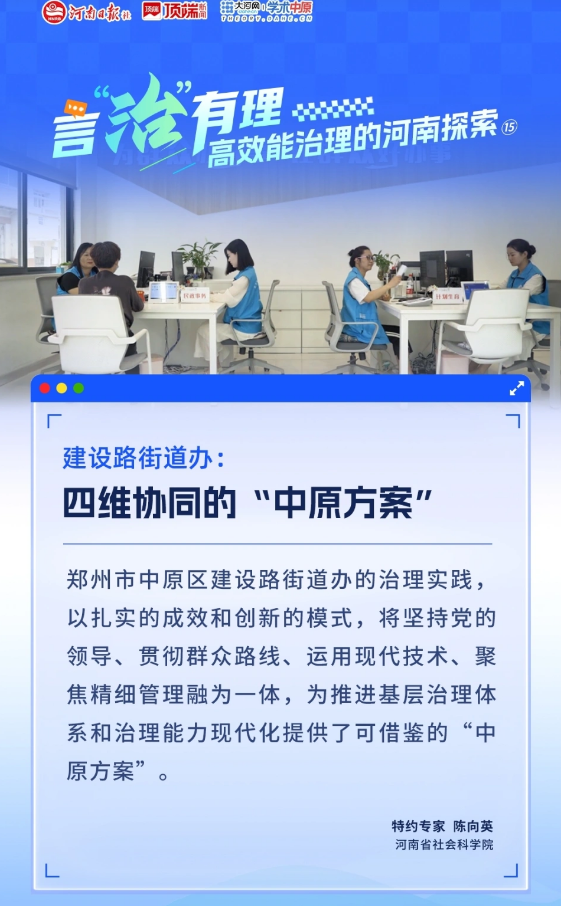 河南日报社 顶端 顶端新闻 大河网 学术中原
THEORY.DAHE.CN
言“治”有理
高效能治理的河南探索⑮
建设路街道办：
四维协同的“中原方案”
郑州市中原区建设路街道办的治理实践，
以扎实的成效和创新的模式，将坚持党的
领导、贯彻群众路线、运用现代技术、聚
焦精细管理融为一体，为推进基层治理体
系和治理能力现代化提供了可借鉴的“中
原方案”。
特约专家 陈向英
河南省社会科学院